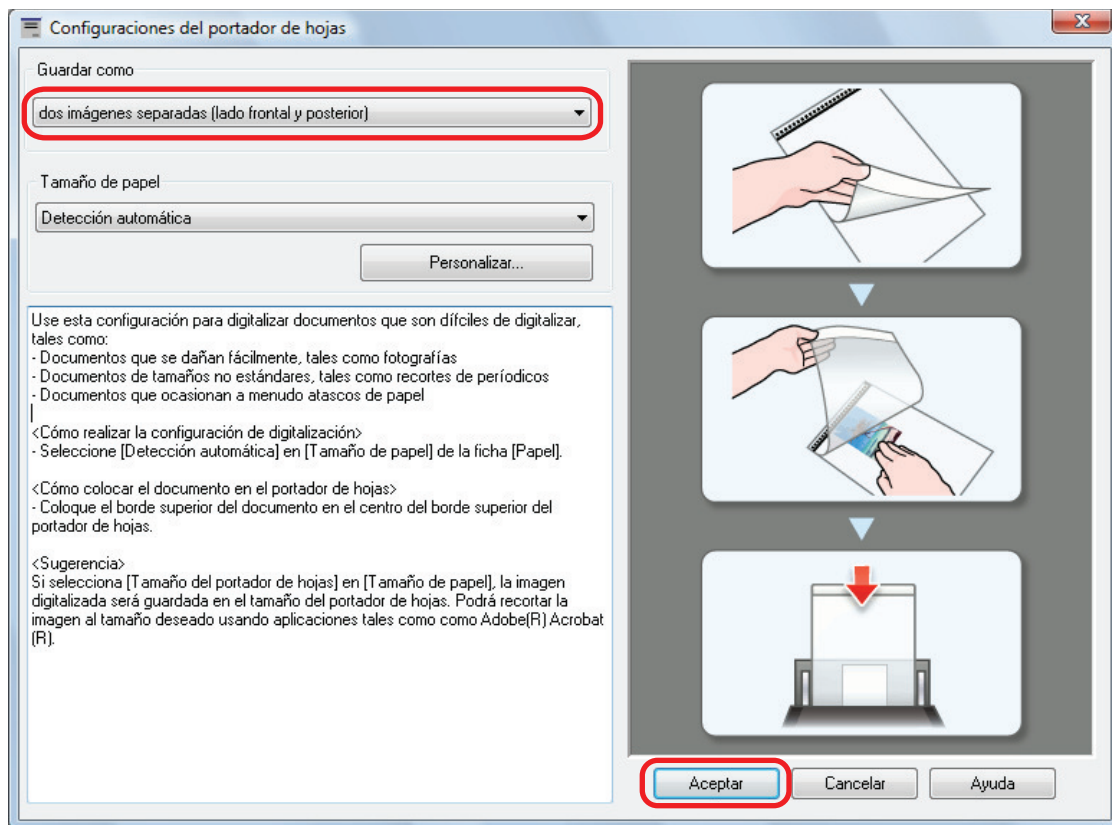 Configuraciones del portador de hojas
Guardar como
dos imágenes separadas (lado frontal y posterior)
Tamaño de papel
Detección automática
Personalizar...
Use esta configuración para digitalizar documentos que son difíciles de digitalizar,
tales como:
- Documentos que se dañan fácilmente, tales como fotografías
- Documentos de tamaños no estándares, tales como recortes de períodicos
- Documentos que ocasionan a menudo atascos de papel
<Cómo realizar la configuración de digitalización>
- Seleccione [Detección automática] en [Tamaño de papel] de la ficha [Papel].
<Cómo colocar el documento en el portador de hojas>
- Coloque el borde superior del documento en el centro del borde superior del
portador de hojas.
<Sugerencia>
Si selecciona [Tamaño del portador de hojas] en [Tamaño de papel], la imagen
digitalizada será guardada en el tamaño del portador de hojas. Podrá recortar la
imagen al tamaño deseado usando aplicaciones tales como como Adobe(R) Acrobat
(R).
Aceptar
Cancelar
Ayuda